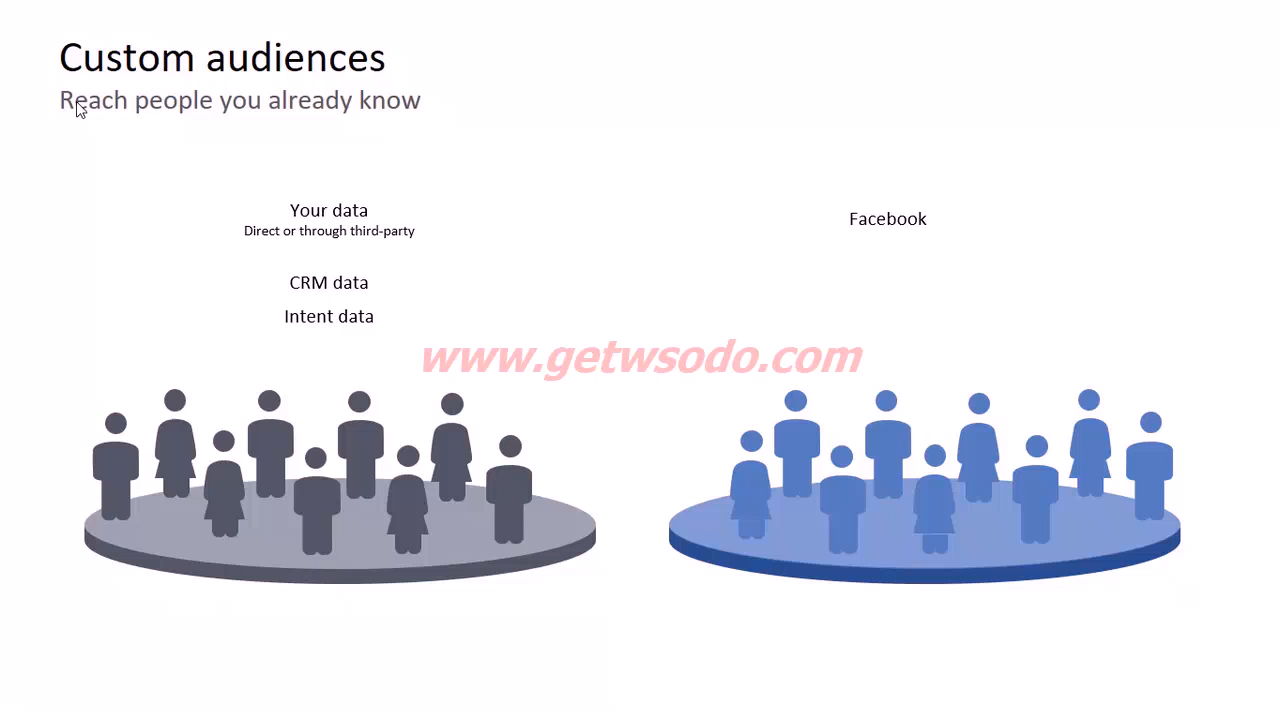 Custom audiences
Reach people you already know
Your data
Direct or through third-party
Facebook
CRM data
Intent data
www.getwsodo.com